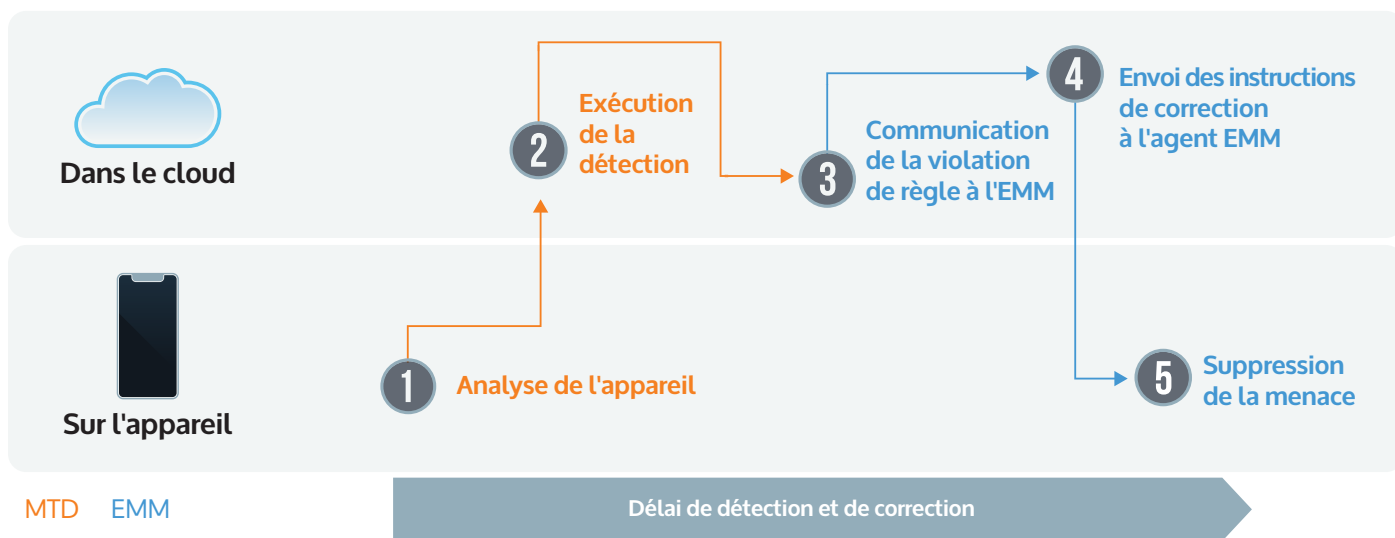 Dans le cloud
2
Exécution
de la
détection
3
Communication
de la violation
de règle à l'EMM
4
Envoi des instructions
de correction
à l'agent EMM
Sur l'appareil
1
Analyse de l'appareil
5
Suppression
de la menace
MTD EMM
Délai de détection et de correction